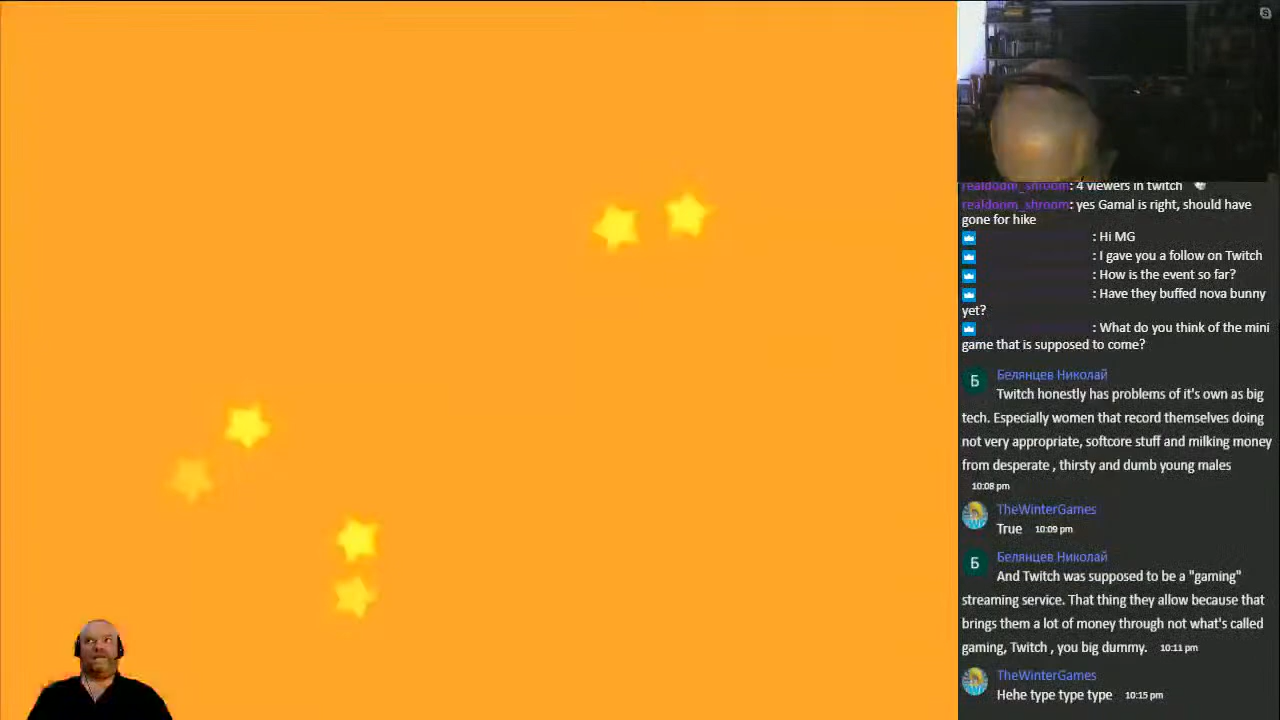 realdoom_shroom: 4 viewers in twitch
realdoom_shroom: yes Gamal is right, should have
gone for hike
: Hi MG
: I gave you a follow on Twitch
: How is the event so far?
: Have they buffed nova bunny
yet?
: What do you think of the mini
game that is supposed to come?
Б Белянцев Николай
Twitch honestly has problems of it's own as big
tech. Especially women that record themselves doing
not very appropriate, softcore stuff and milking money
from desperate , thirsty and dumb young males
10:08 pm
TheWinterGames
True 10:09 pm
Б Белянцев Николай
And Twitch was supposed to be a "gaming"
streaming service. That thing they allow because that
brings them a lot of money through not what's called
gaming, Twitch , you big dummy. 10:11 pm
TheWinterGames
Hehe type type type 10:15 pm